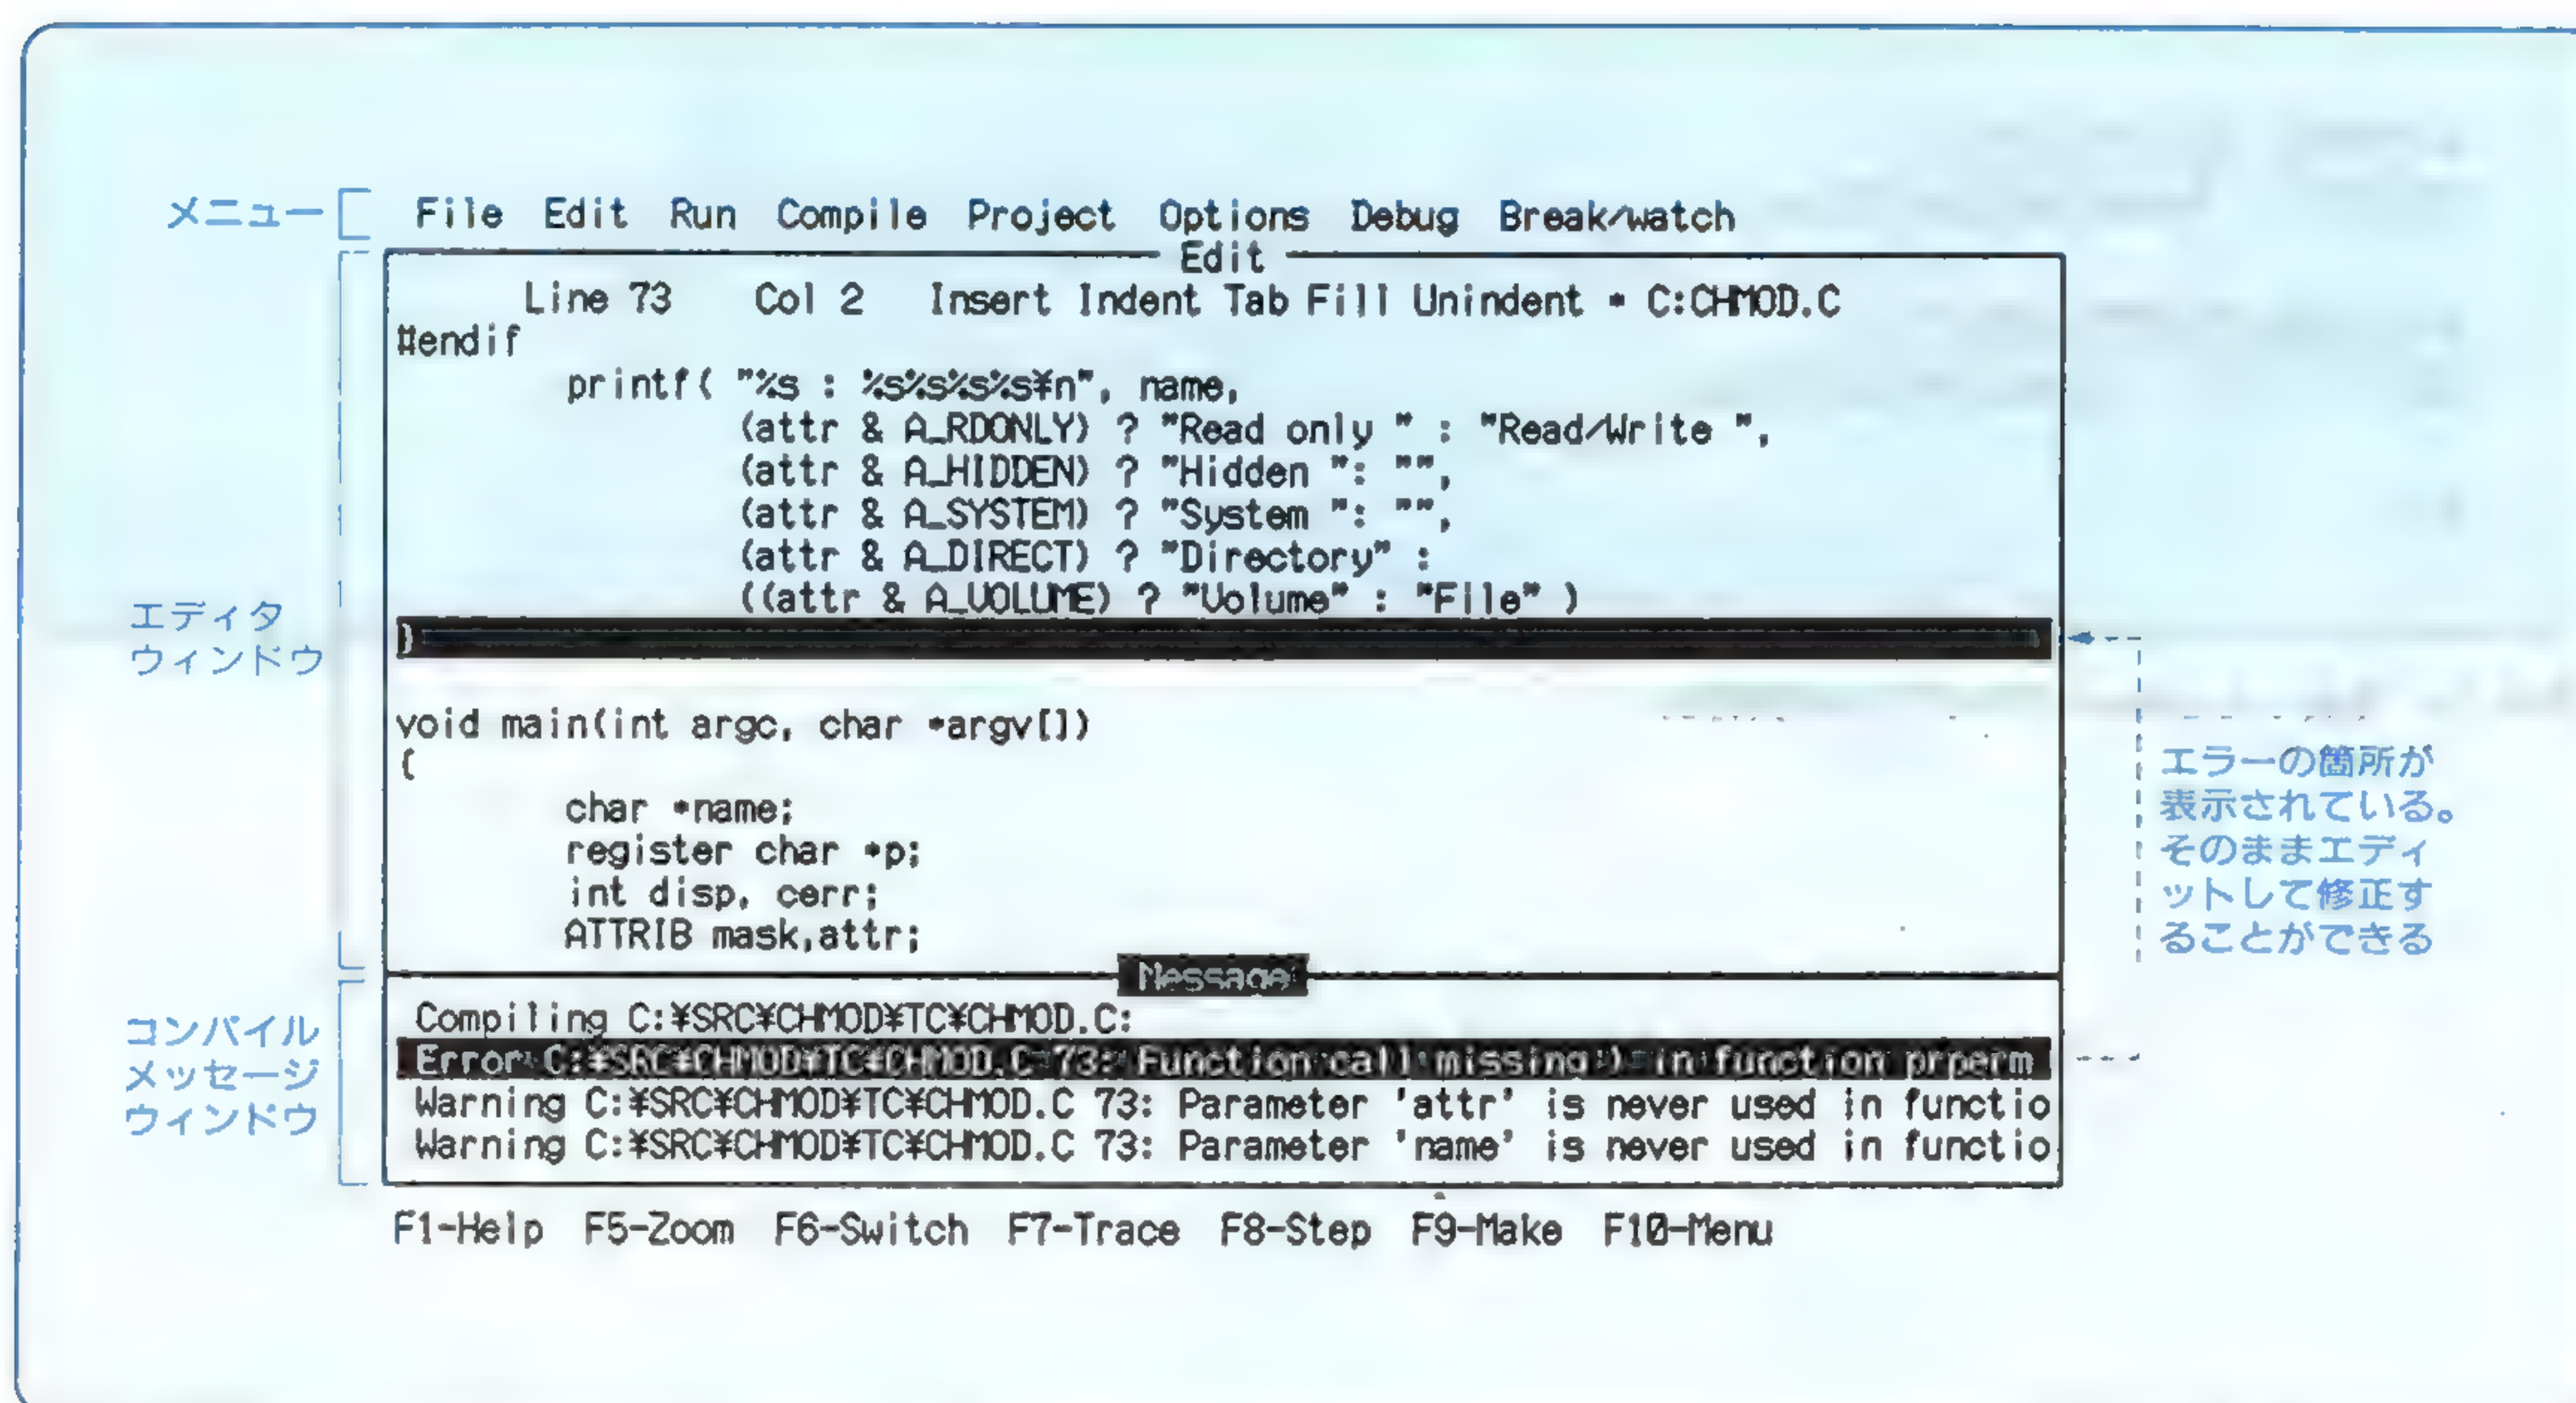 メニュー
File Edit Run Compile Project Options Debug Break/watch
Edit
Line 73 Col 2 Insert Indent Tab Fill Unindent * C:CHMOD.C
#endif
printf( "%s : %s%s%s%s¥n", name,
(attr & A_RDONLY) ? "Read only " : "Read/Write ",
(attr & A_HIDDEN) ? "Hidden ": "",
(attr & A_SYSTEM) ? "System ": "",
(attr & A_DIRECT) ? "Directory" :
((attr & A_VOLUME) ? "Volume" : "File" )
}
エディタ
ウィンドウ
void main(int argc, char *argv[])
{
char *name;
register char *p;
int disp, cerr;
ATTRIB mask,attr;
エラーの箇所が
表示されている。
そのままエディ
ットして修正す
ることができる
Message
コンパイル
メッセージ
ウィンドウ
Compiling C:¥SRC¥CHMOD¥TC¥CHMOD.C:
Error C:¥SRC¥CHMOD¥TC¥CHMOD.C 73: Function call missing ) in function prperm
Warning C:¥SRC¥CHMOD¥TC¥CHMOD.C 73: Parameter 'attr' is never used in functio
Warning C:¥SRC¥CHMOD¥TC¥CHMOD.C 73: Parameter 'name' is never used in functio
F1-Help F5-Zoom F6-Switch F7-Trace F8-Step F9-Make F10-Menu